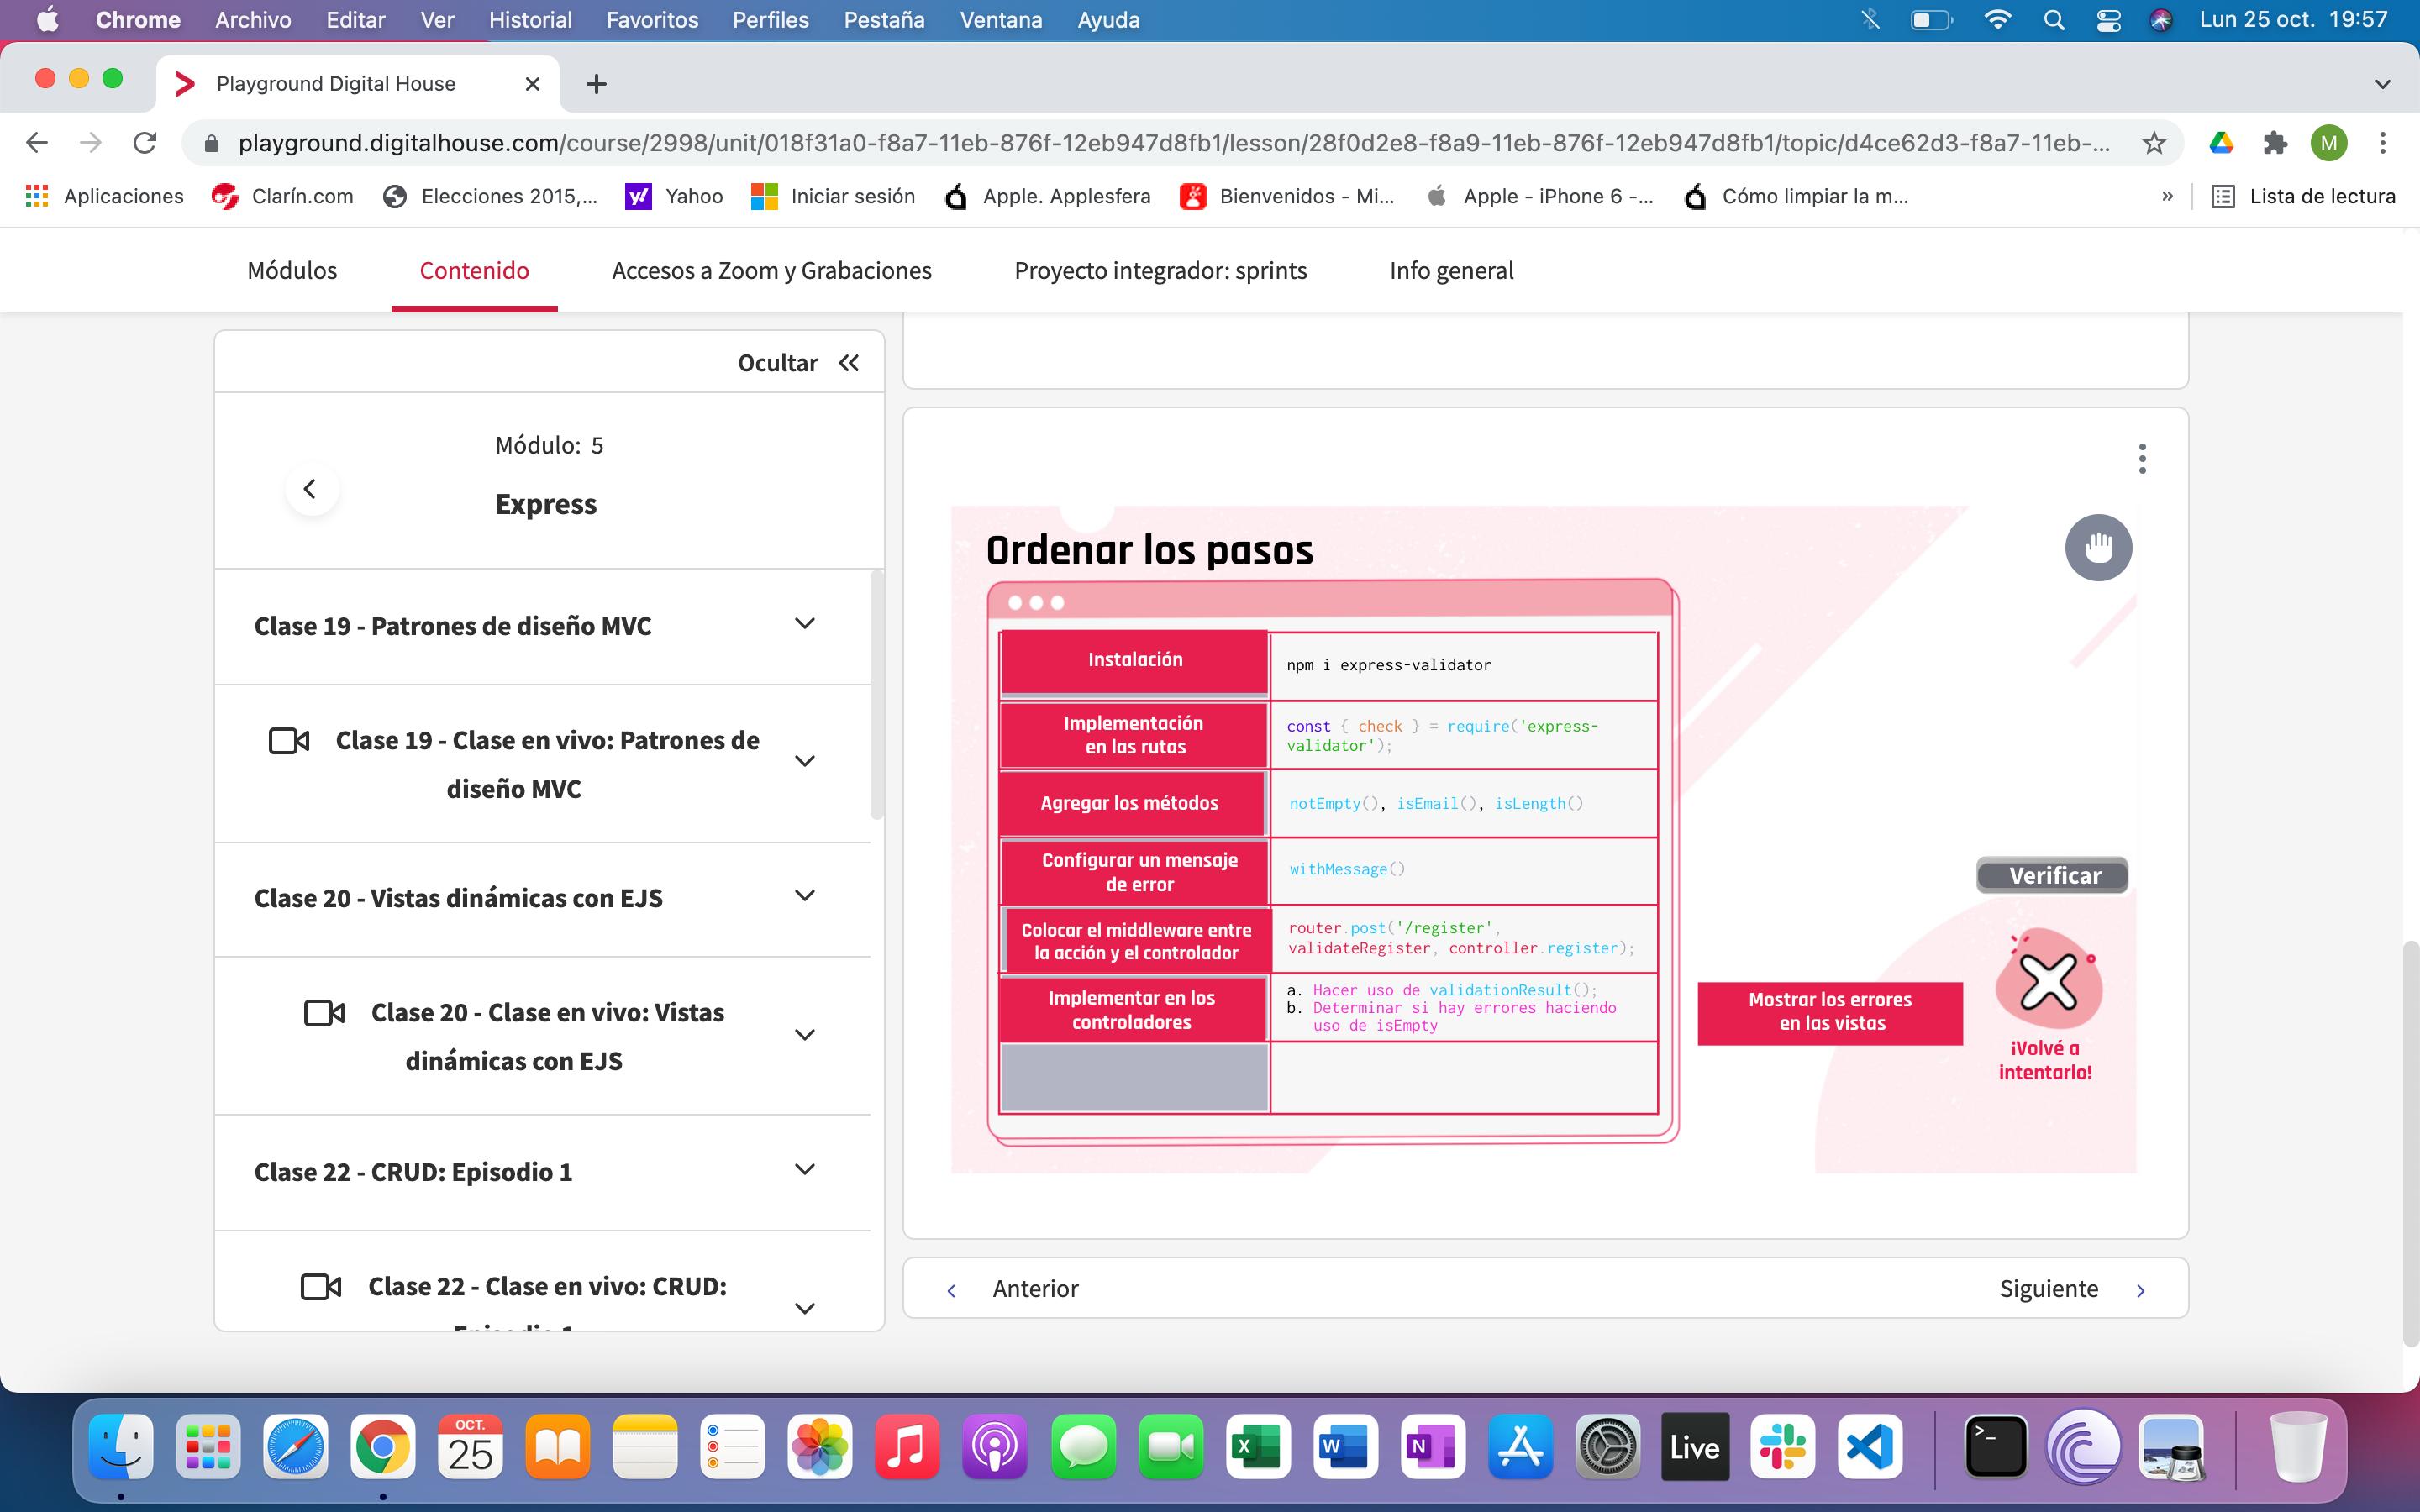 Chrome Archivo Editar Ver Historial Favoritos Perfiles Pestaña Ventana Ayuda Lun 25 oct. 19:57
Playground Digital House
playground.digitalhouse.com/course/2998/unit/018f31a0-f8a7-11eb-876f-12eb947d8fb1/lesson/28f0d2e8-f8a9-11eb-876f-12eb947d8fb1/topic/d4ce62d3-f8a7-11eb-...
M
Aplicaciones Clarín.com Elecciones 2015,... Yahoo Iniciar sesión Apple. Applesfera Bienvenidos - Mi... Apple - iPhone 6 -... Cómo limpiar la m... » Lista de lectura
Módulos Contenido Accesos a Zoom y Grabaciones Proyecto integrador: sprints Info general
Ocultar
Módulo: 5
Express
Clase 19 - Patrones de diseño MVC
Clase 19 - Clase en vivo: Patrones de
diseño MVC
Clase 20 - Vistas dinámicas con EJS
Clase 20 - Clase en vivo: Vistas
dinámicas con EJS
Clase 22 - CRUD: Episodio 1
Clase 22 - Clase en vivo: CRUD:
Episodio 1
Ordenar los pasos
Instalación
npm i express-validator
Implementación
en las rutas
const { check } = require('express-
validator');
Agregar los métodos
notEmpty(), isEmail(), isLength()
Configurar un mensaje
de error
withMessage()
Colocar el middleware entre
la acción y el controlador
router.post('/register',
validateRegister, controller.register);
Implementar en los
controladores
a. Hacer uso de validationResult();
b. Determinar si hay errores haciendo
uso de isEmpty
Mostrar los errores
en las vistas
Verificar
¡Volvé a
intentarlo!
Anterior
Siguiente
OCT.
25
X
W
N
Live
>_